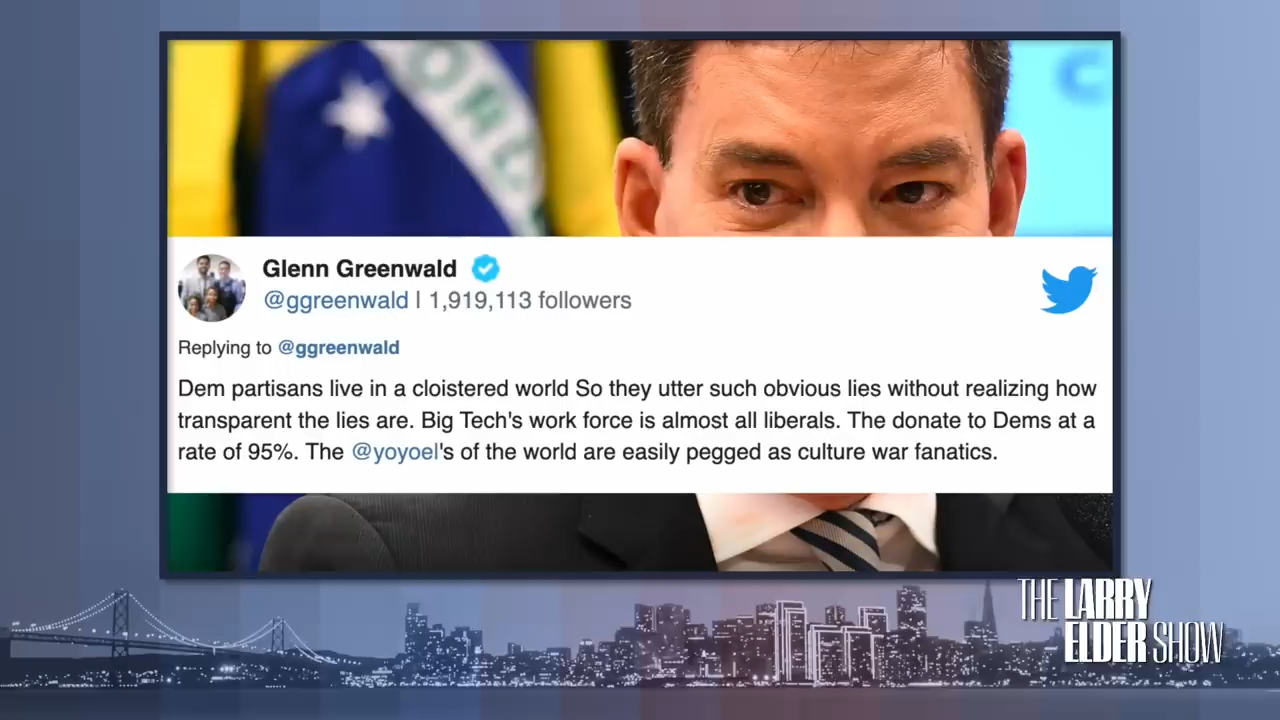 ORD
C
Glenn Greenwald
@ggreenwald | 1,919,113 followers
Replying to @ggreenwald
Dem partisans live in a cloistered world So they utter such obvious lies without realizing how
transparent the lies are. Big Tech's work force is almost all liberals. The donate to Dems at a
rate of 95%. The @yoyoel's of the world are easily pegged as culture war fanatics.
THE LARRY
ELDER SHOW